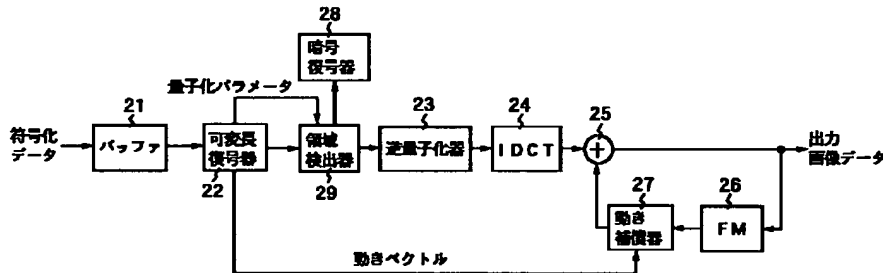 28
暗号
復号器
量子化パラメータ
21
23
24
25
符号化
データ
バッファ
可変長
復号器
22
領域
検出器
29
逆量子化器
IDCT
+
出力
画像データ
27
動き
補償器
26
FM
動きベクトル